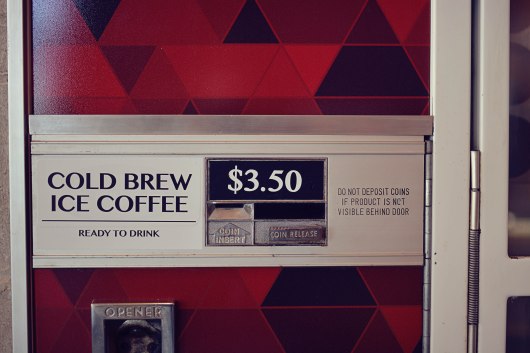 COLD BREW
ICE COFFEE
READY TO DRINK
$3.50
COIN
INSERT
COIN RELEASE
DO NOT DEPOSIT COINS
IF PRODUCT IS NOT
VISIBLE BEHIND DOOR
OPENER